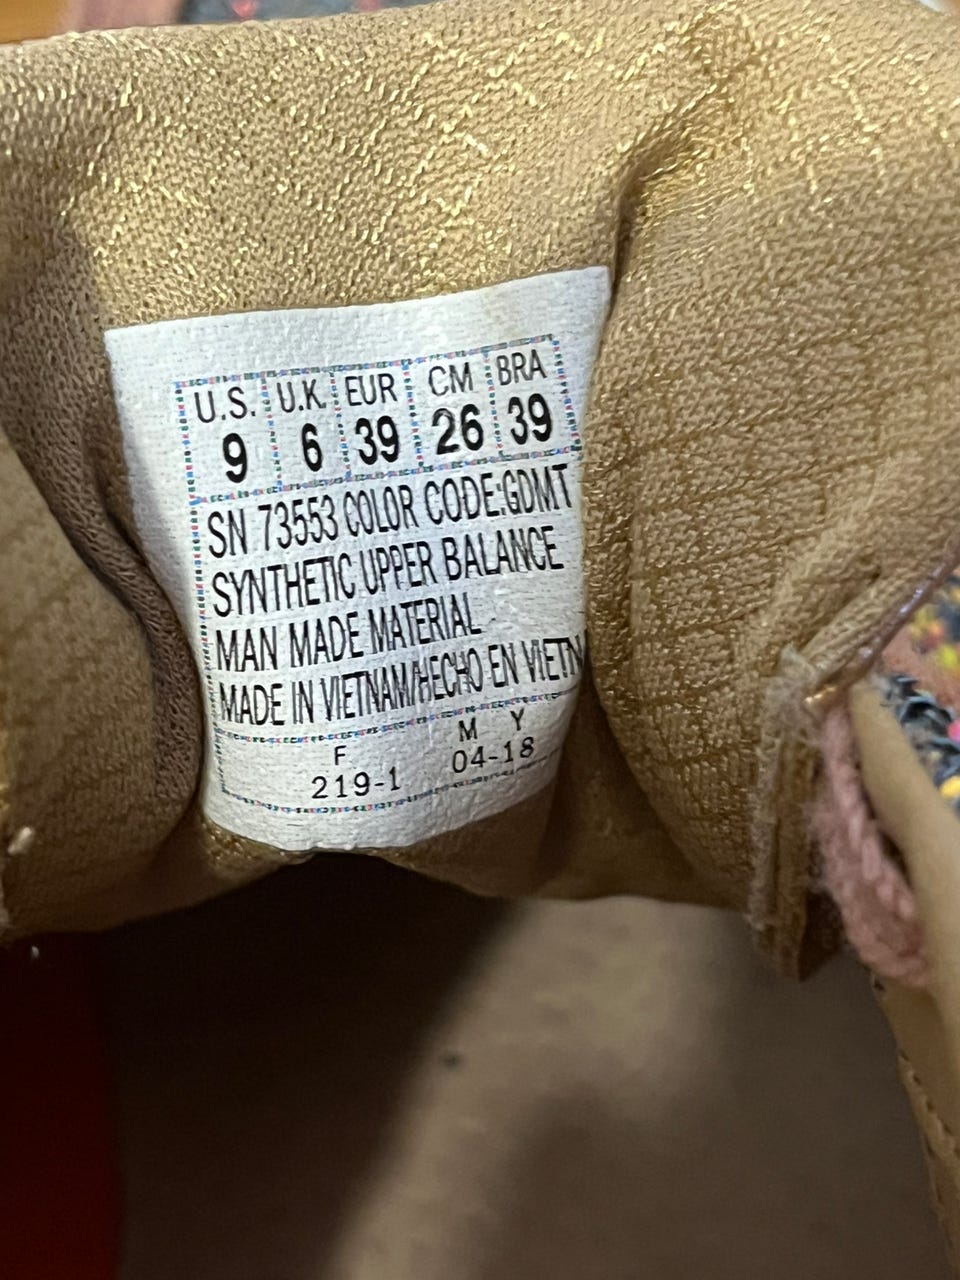 U.S. U.K. EUR CM BRA
9 6 39 26 39
SN 73553 COLOR CODE:GDMT
SYNTHETIC UPPER BALANCE
MAN MADE MATERIAL
MADE IN VIETNAM/HECHO EN VIETN
F M Y
219-1 04-18